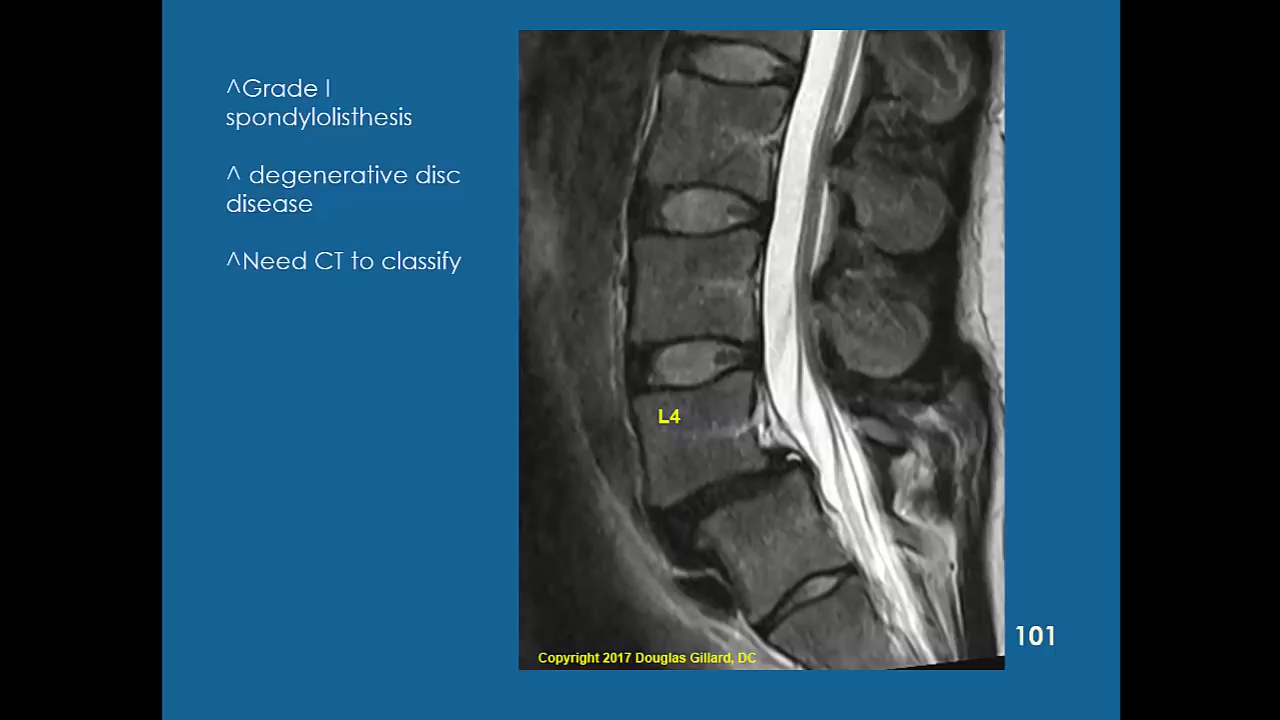 ^Grade I
spondylolisthesis
^ degenerative disc
disease
^Need CT to classify
L4
101
Copyright 2017 Douglas Gillard, DC